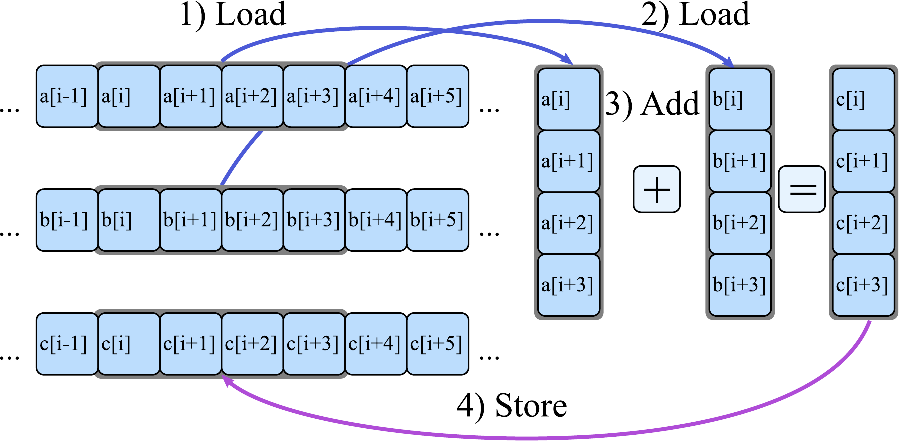 1) Load
2) Load
... a[i-1] a[i] a[i+1] a[i+2] a[i+3] a[i+4] a[i+5] ...
... b[i-1] b[i] b[i+1] b[i+2] b[i+3] b[i+4] b[i+5] ...
... c[i-1] c[i] c[i+1] c[i+2] c[i+3] c[i+4] c[i+5] ...
a[i]
a[i+1]
a[i+2]
a[i+3]
3) Add
+
b[i]
b[i+1]
b[i+2]
b[i+3]
=
c[i]
c[i+1]
c[i+2]
c[i+3]
4) Store